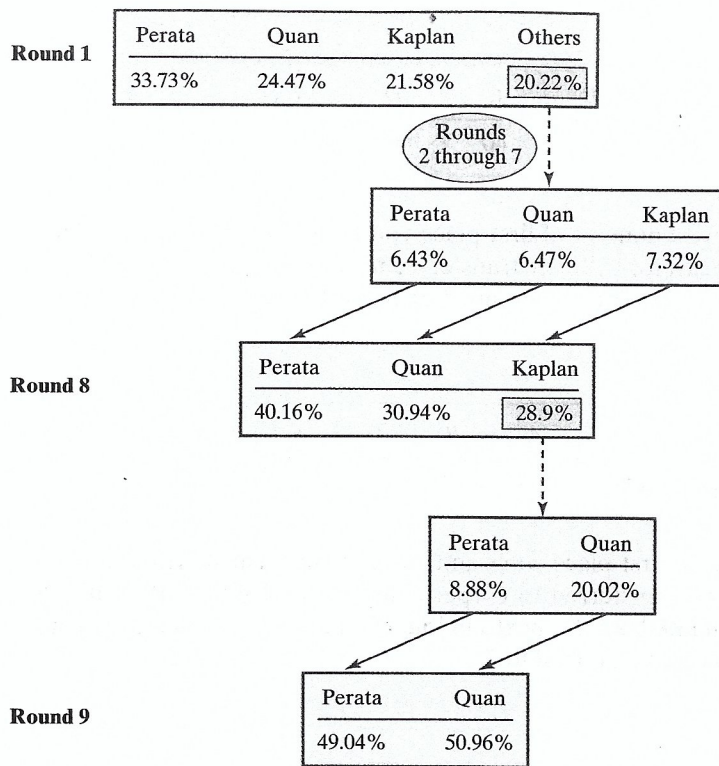 Perata Quan Kaplan Others
Round 1
33.73% 24.47% 21.58% 20.22%
Rounds
2 through 7
Perata Quan Kaplan
6.43% 6.47% 7.32%
Perata Quan Kaplan
Round 8
40.16% 30.94% 28.9%
Perata Quan
8.88% 20.02%
Perata Quan
Round 9
49.04% 50.96%